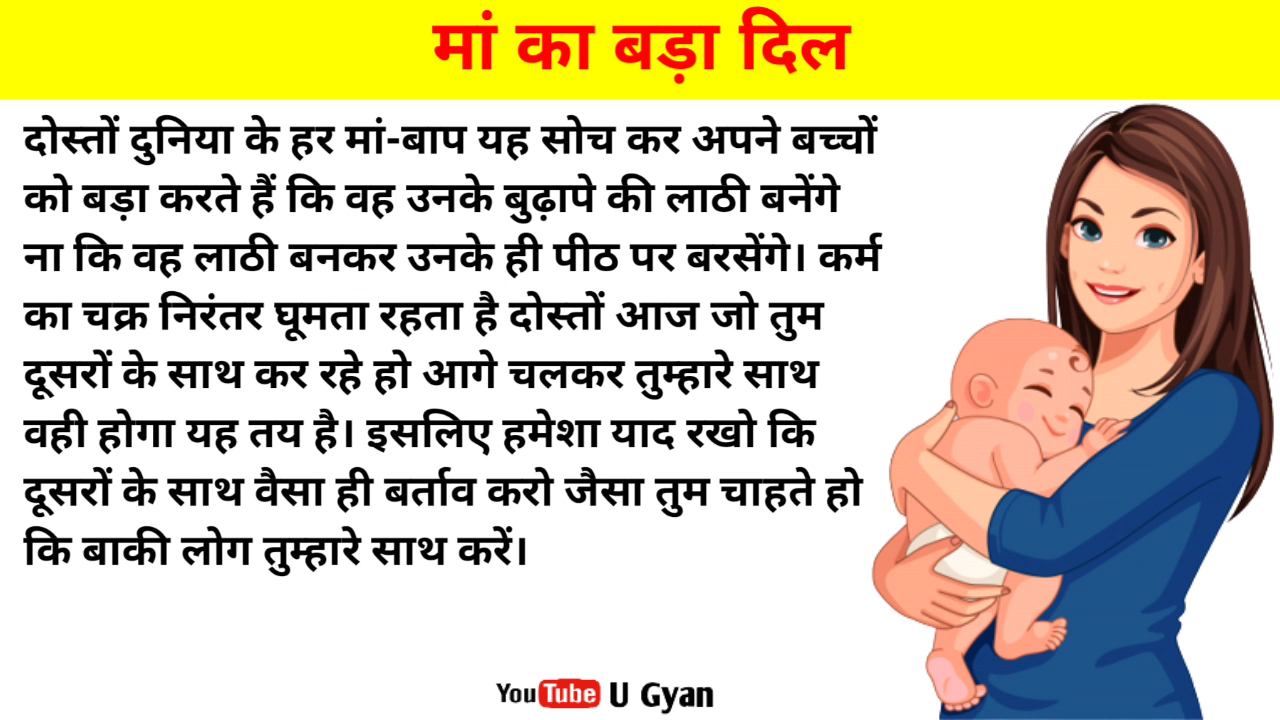 मां का बड़ा दिल
दोस्तों दुनिया के हर मां-बाप यह सोच कर अपने बच्चों
को बड़ा करते हैं कि वह उनके बुढ़ापे की लाठी बनेंगे
ना कि वह लाठी बनकर उनके ही पीठ पर बरसेंगे। कर्म
का चक्र निरंतर घूमता रहता है दोस्तों आज जो तुम
दूसरों के साथ कर रहे हो आगे चलकर तुम्हारे साथ
वही होगा यह तय है। इसलिए हमेशा याद रखो कि
दूसरों के साथ वैसा ही बर्ताव करो जैसा तुम चाहते हो
कि बाकी लोग तुम्हारे साथ करें।
YouTube U Gyan